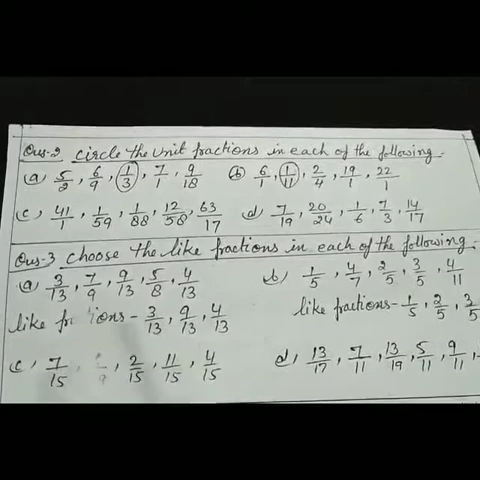 Ques-2 circle the unit fractions in each of the following.
(a) 5/2, 6/9, 1/3, 7/1, 9/18 (b) 6/1, 1/11, 2/4, 19/1, 22/1
(c, 41/1, 1/59, 1/88, 12/58, 63/17 (d, 7/19, 20/24, 1/6, 7/3, 14/17
Ques-3 choose the like fractions in each of the following.
(a) 3/13, 7/9, 9/13, 5/8, 4/13 b) 1/5, 4/7, 2/5, 3/5, 4/11
like fr ions - 3/13, 9/13, 4/13 like fractions - 1/5, 2/5, 3/5
(c, 7/15, 2/15, 11/15, 4/15 d, 13/17, 7/11, 13/19, 5/11, 9/11,